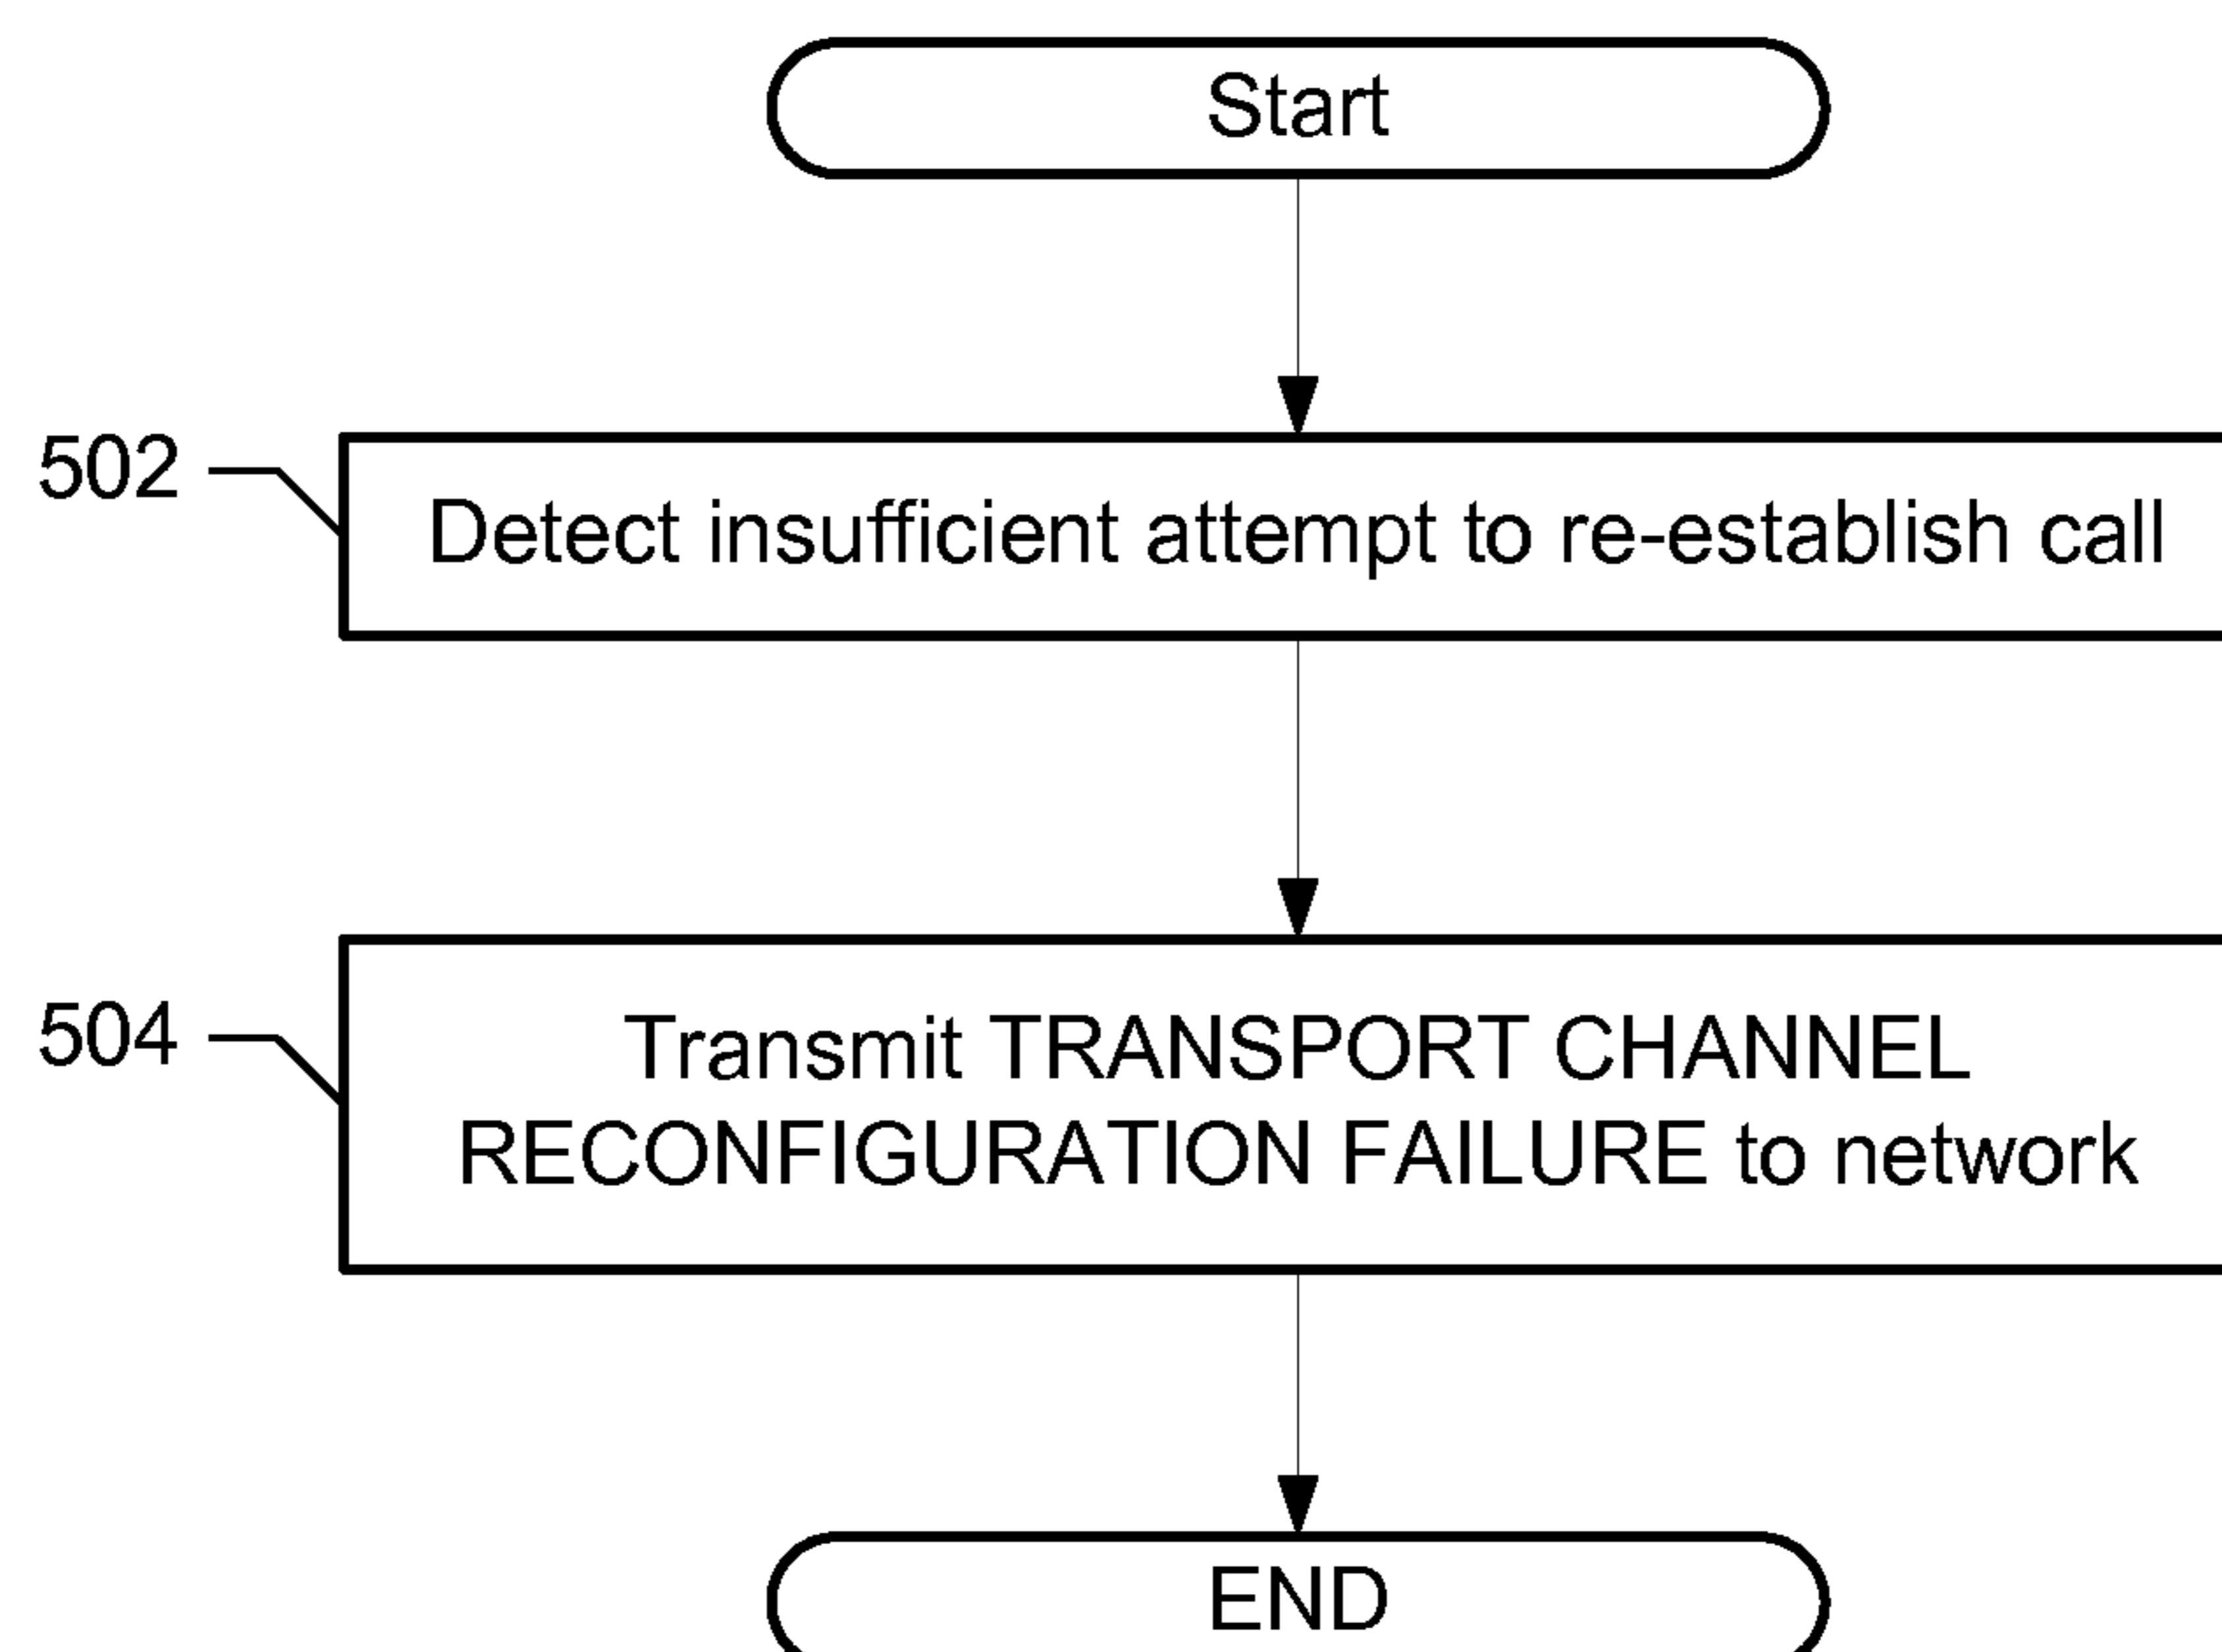 Start
502
Detect insufficient attempt to re-establish call
504
Transmit TRANSPORT CHANNEL
RECONFIGURATION FAILURE to network
END